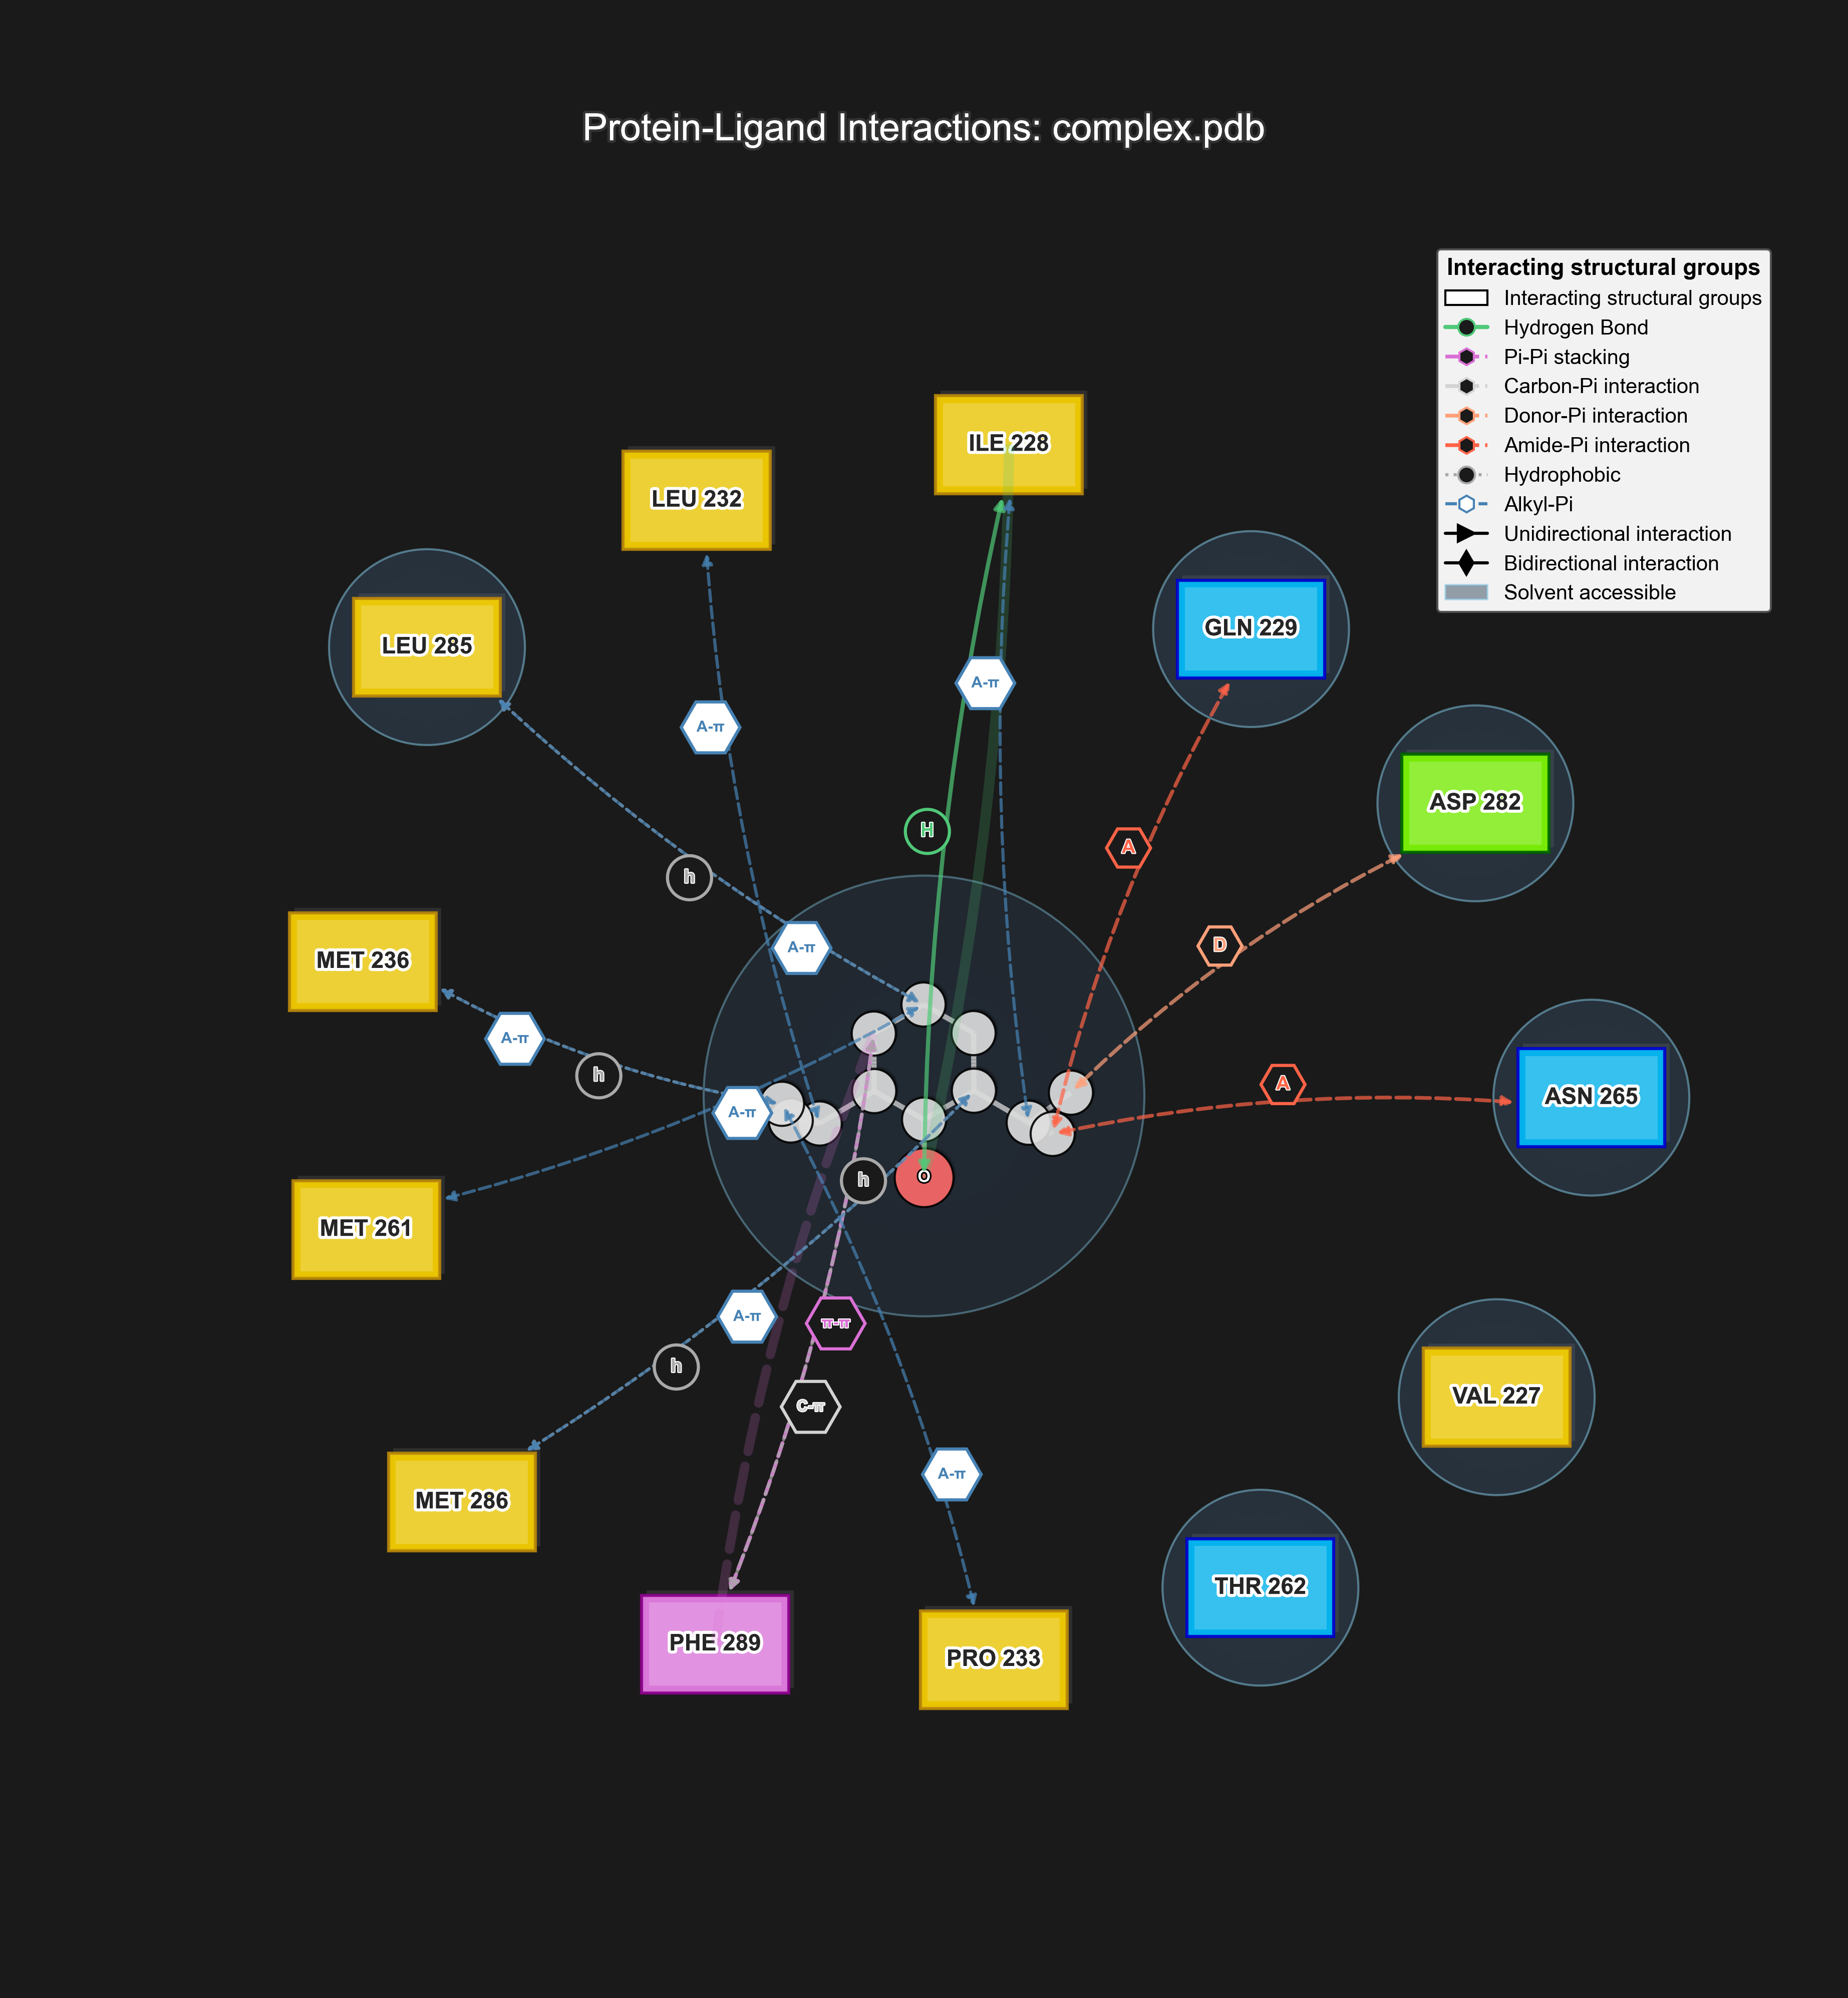 Protein-Ligand Interactions: complex.pdb
Interacting structural groups
Interacting structural groups
Hydrogen Bond
Pi-Pi stacking
Carbon-Pi interaction
Donor-Pi interaction
Amide-Pi interaction
Hydrophobic
Alkyl-Pi
Unidirectional interaction
Bidirectional interaction
Solvent accessible
ILE 228
LEU 232
GLN 229
LEU 285
A-π
A-π
ASP 282
H
A
h
D
A-π
MET 236
A-π
h
A
ASN 265
A-π
O
h
MET 261
A-π
π-π
h
VAL 227
C-π
A-π
MET 286
THR 262
PHE 289
PRO 233